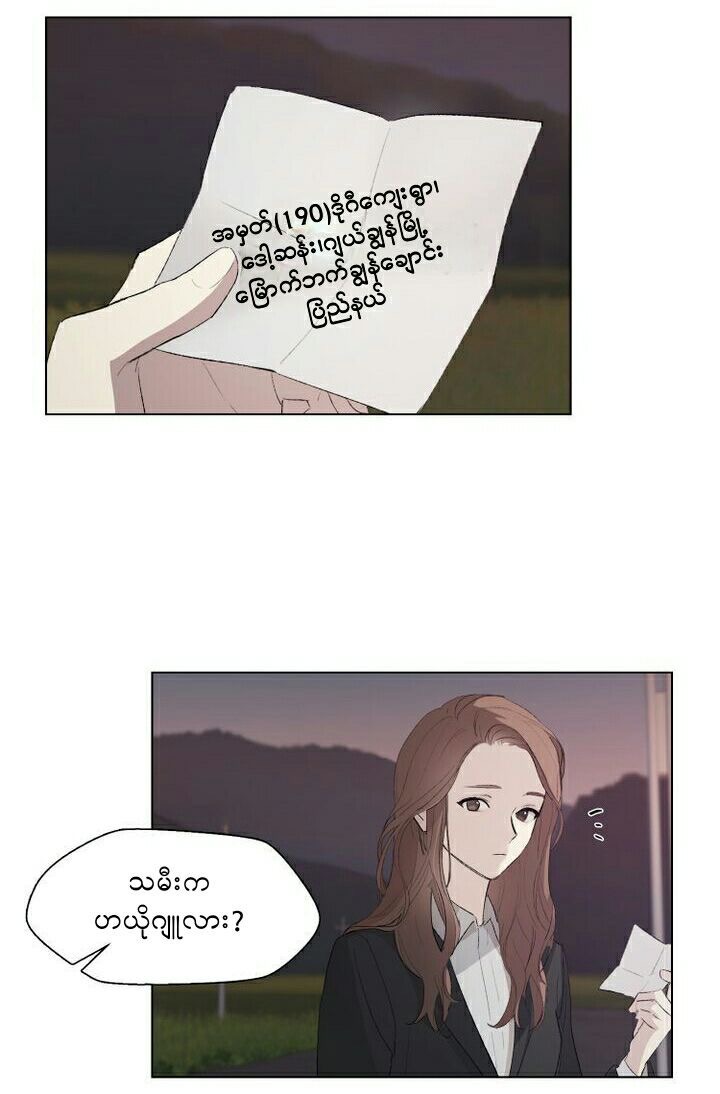 အမှတ်(190)ဒိုဂီကျေးရွာ၊
ဒေါ့ဆန်း၊ဂျယ်ချွန်မြို့
မြောက်ဘက်ချွန်ချောင်း
ပြည်နယ်
သမီးက
ဟယိုဂျူလား?